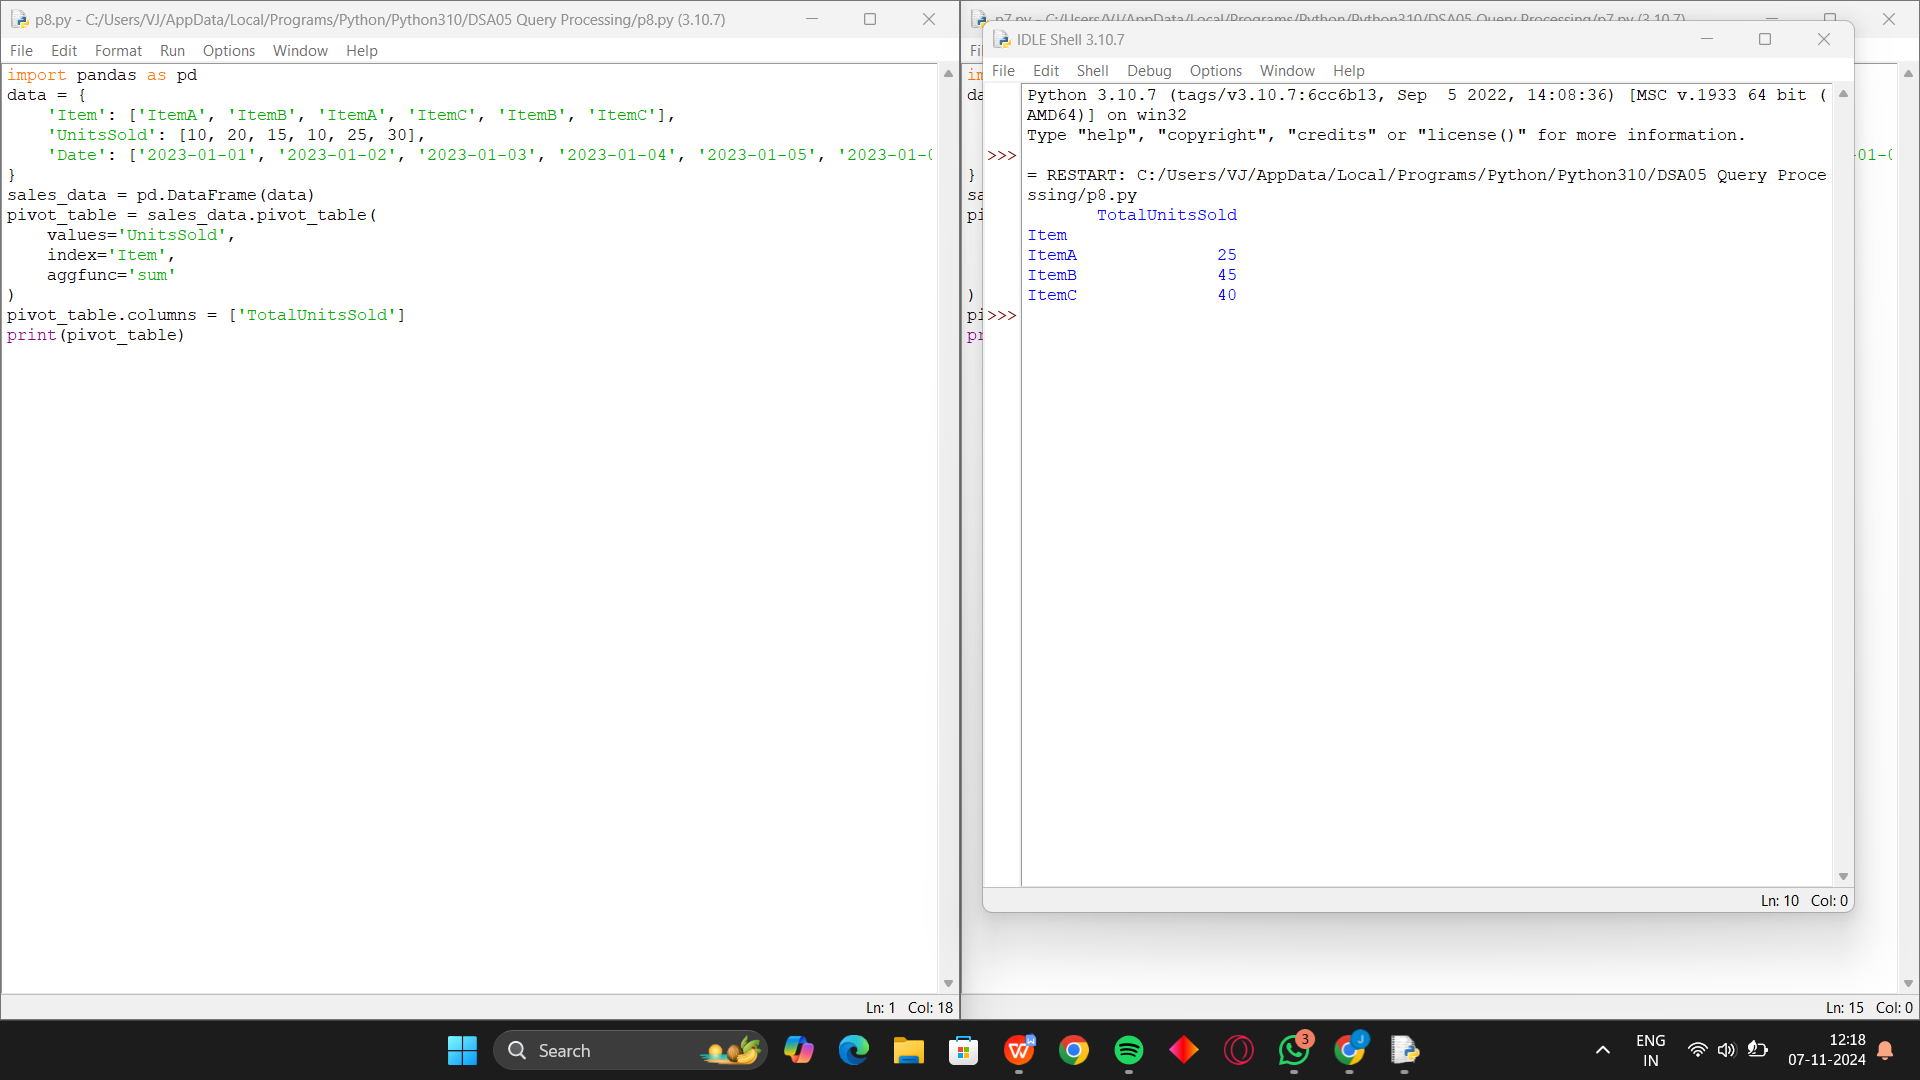 p8.py - C:/Users/VJ/AppData/Local/Programs/Python/Python310/DSA05 Query Processing/p8.py (3.10.7)
File Edit Format Run Options Window Help
import pandas as pd
data = {
    'Item': ['ItemA', 'ItemB', 'ItemA', 'ItemC', 'ItemB', 'ItemC'],
    'UnitsSold': [10, 20, 15, 10, 25, 30],
    'Date': ['2023-01-01', '2023-01-02', '2023-01-03', '2023-01-04', '2023-01-05', '2023-01-0
}
sales_data = pd.DataFrame(data)
pivot_table = sales_data.pivot_table(
    values='UnitsSold',
    index='Item',
    aggfunc='sum'
)
pivot_table.columns = ['TotalUnitsSold']
print(pivot_table)
Ln: 1 Col: 18
p7.py - C:/Users/VJ/AppData/Local/Programs/Python/Python310/DSA05 Query Processing/p7.py (3.10.7)
Fi
im
da
-01-0
}
sa
pi
)
pi
pr
Ln: 15 Col: 0
IDLE Shell 3.10.7
File Edit Shell Debug Options Window Help
Python 3.10.7 (tags/v3.10.7:6cc6b13, Sep  5 2022, 14:08:36) [MSC v.1933 64 bit (
AMD64)] on win32
Type "help", "copyright", "credits" or "license()" for more information.
>>>
= RESTART: C:/Users/VJ/AppData/Local/Programs/Python/Python310/DSA05 Query Proce
ssing/p8.py
       TotalUnitsSold
Item
ItemA              25
ItemB              45
ItemC              40
>>>
Ln: 10 Col: 0
Search
W
3
J
ENG
IN
12:18
07-11-2024